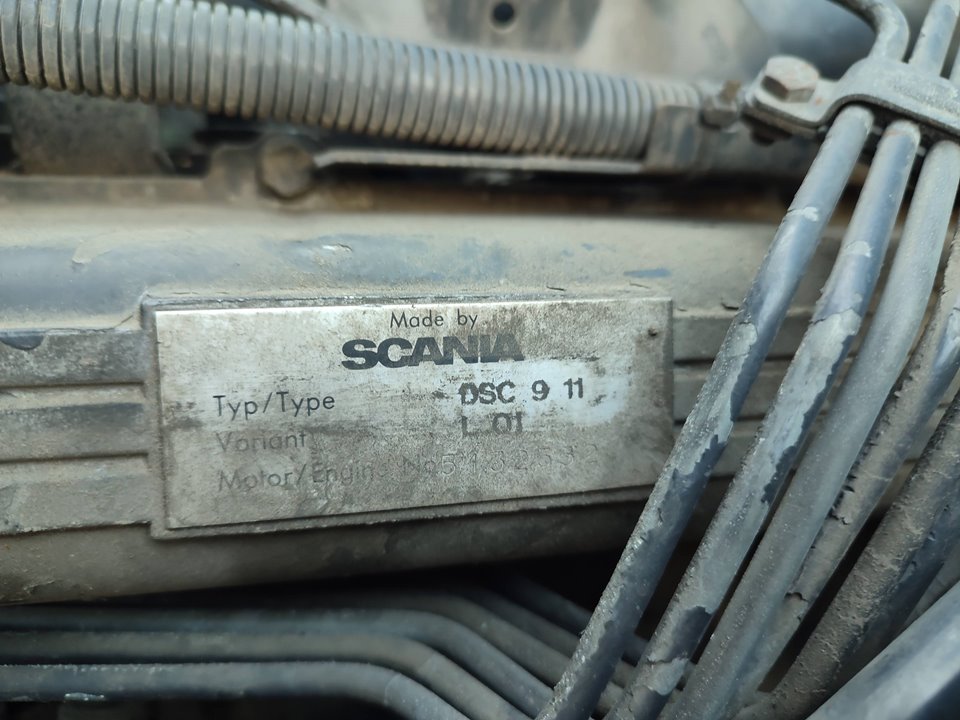 Made by
SCANIA
Typ/Type DSC 9 11
Variant L 01
Motor/Engine No